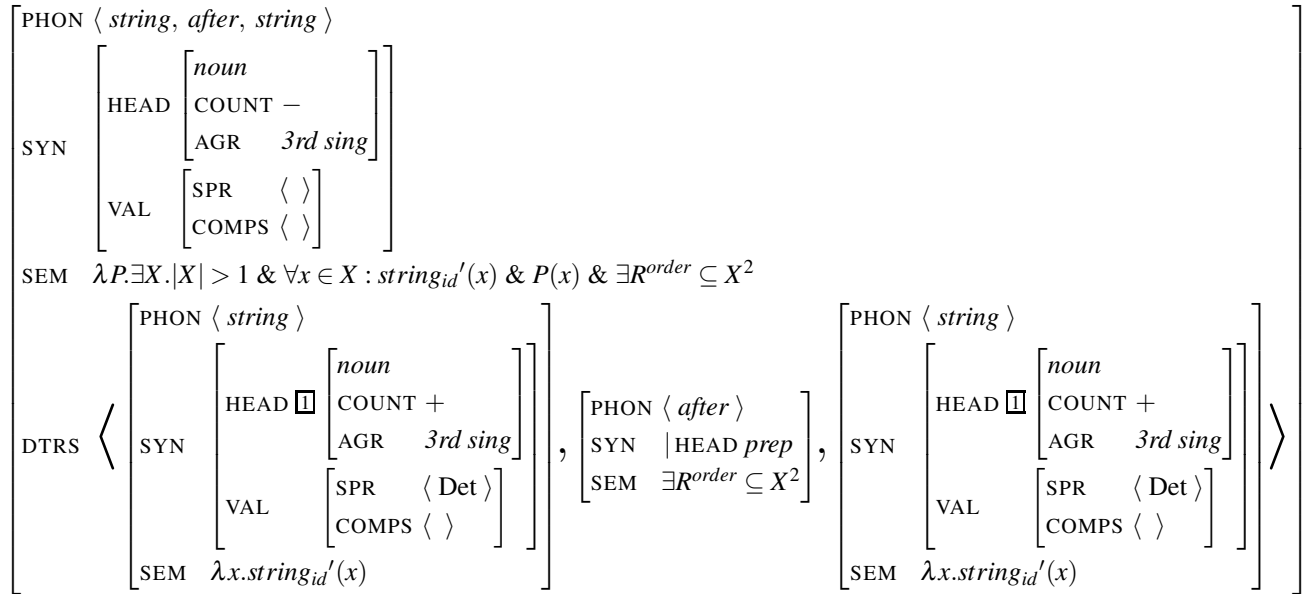 PHON ⟨ string, after, string ⟩
SYN
HEAD
noun
COUNT −
AGR 3rd sing
VAL
SPR ⟨ ⟩
COMPS ⟨ ⟩
SEM λP.∃X.|X| > 1 & ∀x ∈ X : string_id′(x) & P(x) & ∃R^order ⊆ X²
DTRS
PHON ⟨ string ⟩
SYN
HEAD 1
noun
COUNT +
AGR 3rd sing
VAL
SPR ⟨ Det ⟩
COMPS ⟨ ⟩
SEM λx.string_id′(x)
,
PHON ⟨ after ⟩
SYN |HEAD prep
SEM ∃R^order ⊆ X²
,
PHON ⟨ string ⟩
SYN
HEAD 1
noun
COUNT +
AGR 3rd sing
VAL
SPR ⟨ Det ⟩
COMPS ⟨ ⟩
SEM λx.string_id′(x)